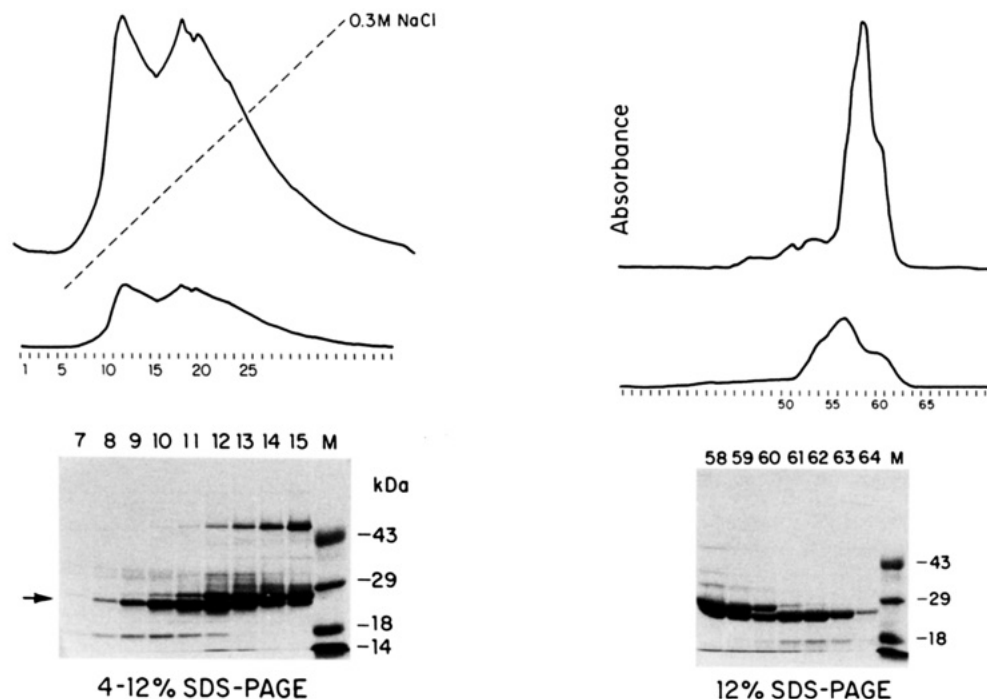 0.3M NaCl
1 5 10 15 20 25
7 8 9 10 11 12 13 14 15 M
kDa
-43
-29
-18
-14
4-12% SDS-PAGE
Absorbance
50 55 60 65
58 59 60 61 62 63 64 M
-43
-29
-18
12% SDS-PAGE